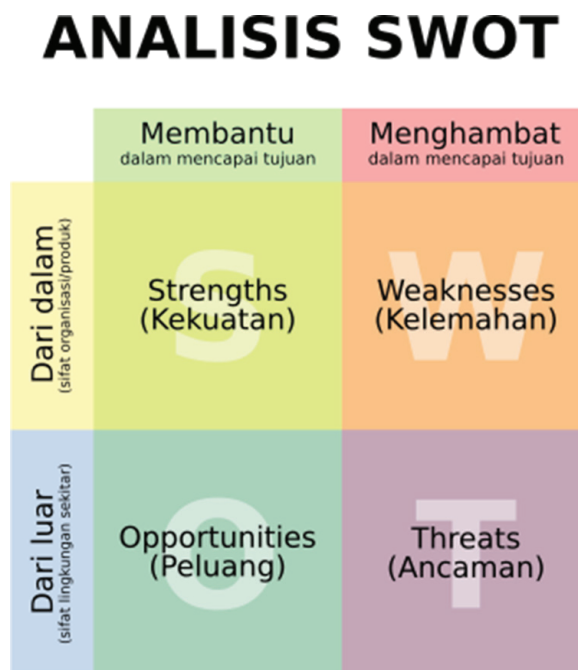 ANALISIS SWOT
Membantu
dalam mencapai tujuan
Menghambat
dalam mencapai tujuan
Dari dalam
(sifat organisasi/produk)
S
Strengths
(Kekuatan)
W
Weaknesses
(Kelemahan)
Dari luar
(sifat lingkungan sekitar)
O
Opportunities
(Peluang)
T
Threats
(Ancaman)